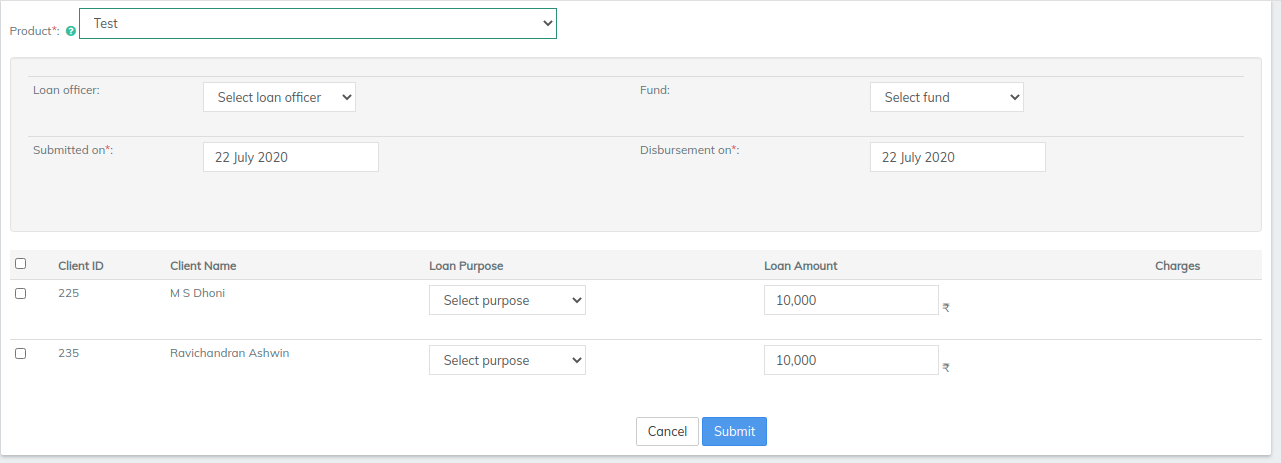 Product*: ? Test
Loan officer: Select loan officer Fund: Select fund
Submitted on*: 22 July 2020 Disbursement on*: 22 July 2020
Client ID Client Name Loan Purpose Loan Amount Charges
225 M S Dhoni Select purpose 10,000 ₹
235 Ravichandran Ashwin Select purpose 10,000 ₹
Cancel Submit